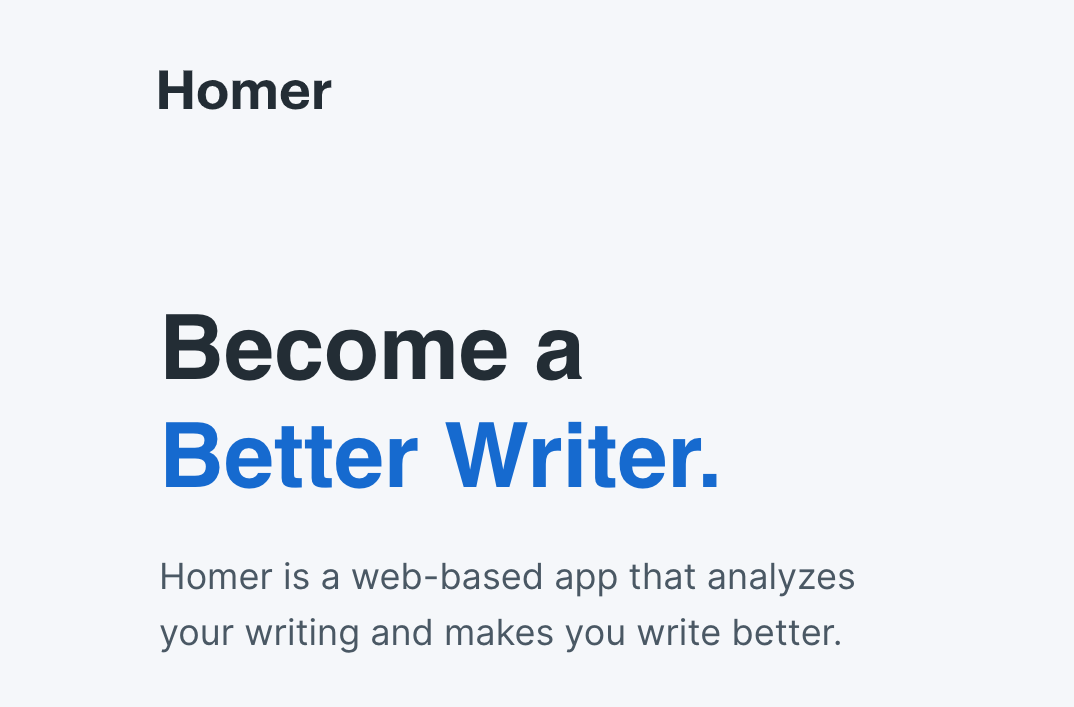 Homer
Become a
Better Writer.
Homer is a web-based app that analyzes
your writing and makes you write better.